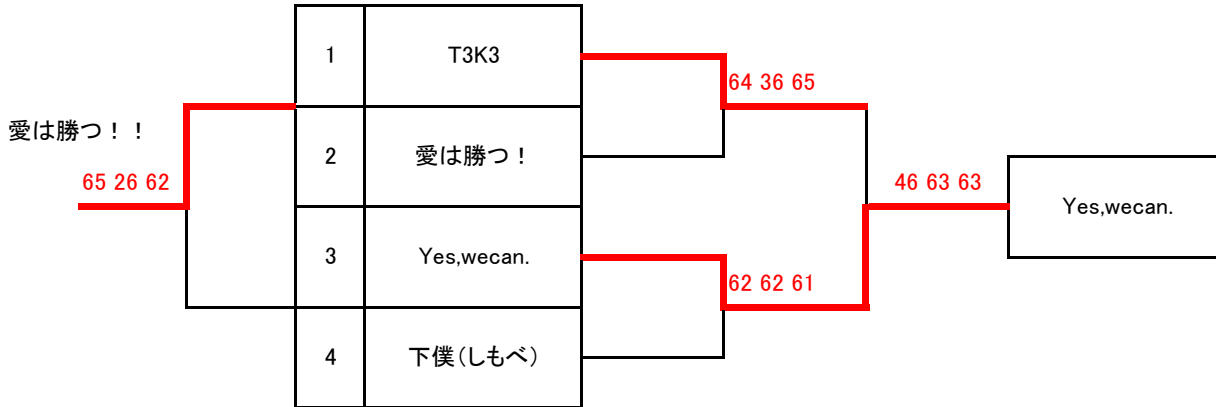 1 T3K3
64 36 65
愛は勝つ！！
2 愛は勝つ！
65 26 62
46 63 63
Yes,wecan.
3 Yes,wecan.
62 62 61
4 下僕(しもべ)